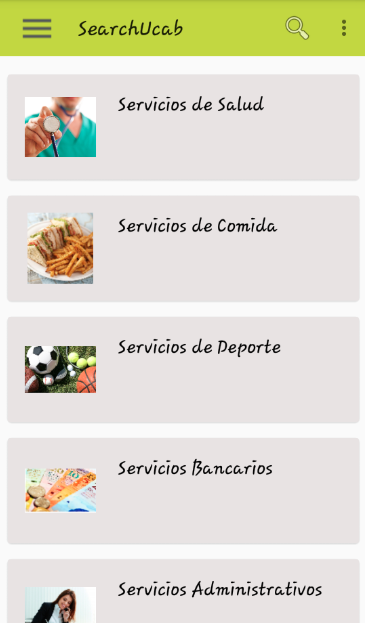 SearchUcab
Servicios de Salud
Servicios de Comida
Servicios de Deporte
Servicios Bancarios
Servicios Administrativos